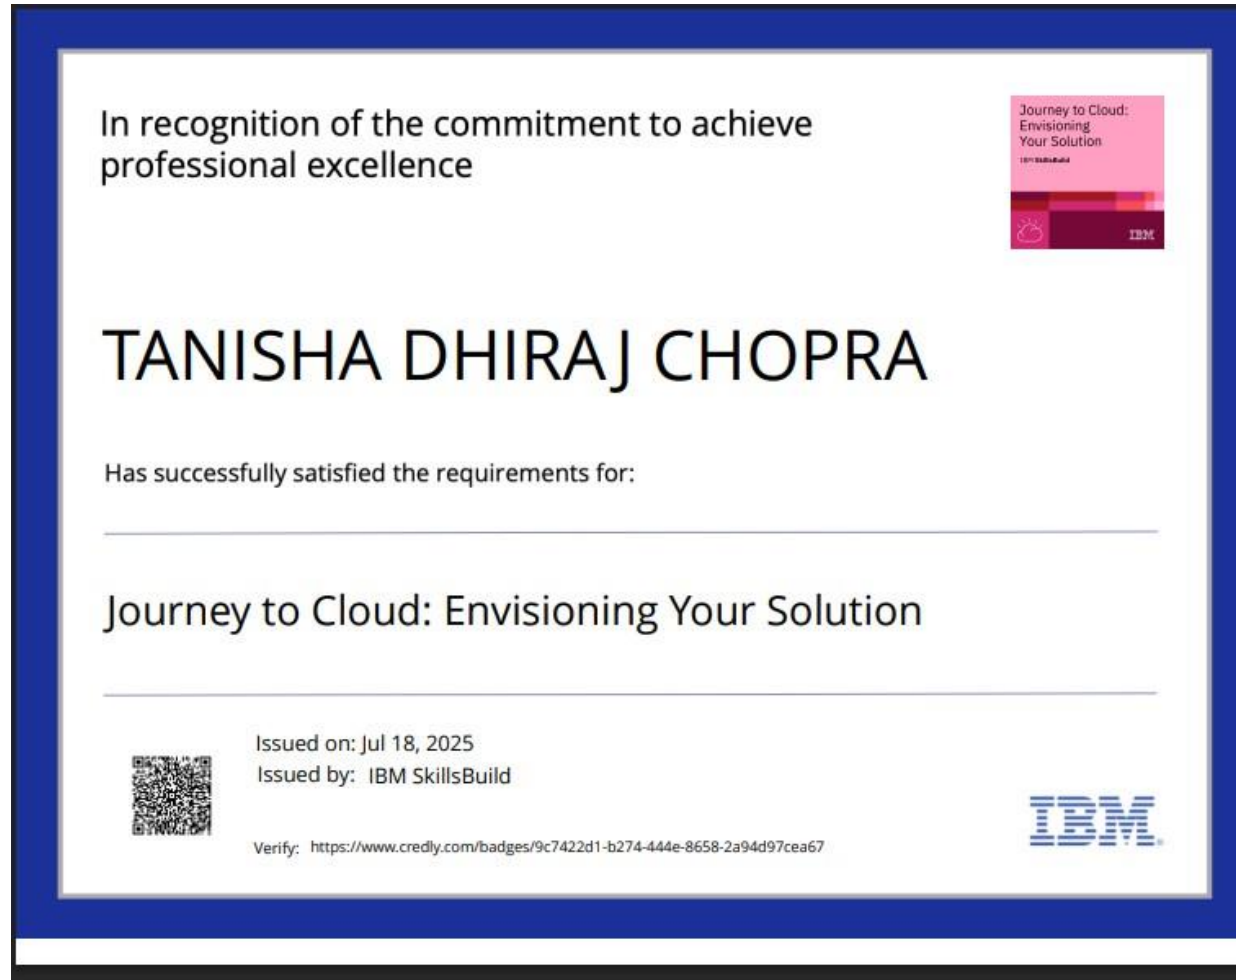 In recognition of the commitment to achieve
professional excellence
Journey to Cloud:
Envisioning
Your Solution
IBM SkillsBuild
IBM
TANISHA DHIRAJ CHOPRA
Has successfully satisfied the requirements for:
Journey to Cloud: Envisioning Your Solution
Issued on: Jul 18, 2025
Issued by: IBM SkillsBuild
Verify: https://www.credly.com/badges/9c7422d1-b274-444e-8658-2a94d97cea67
IBM.